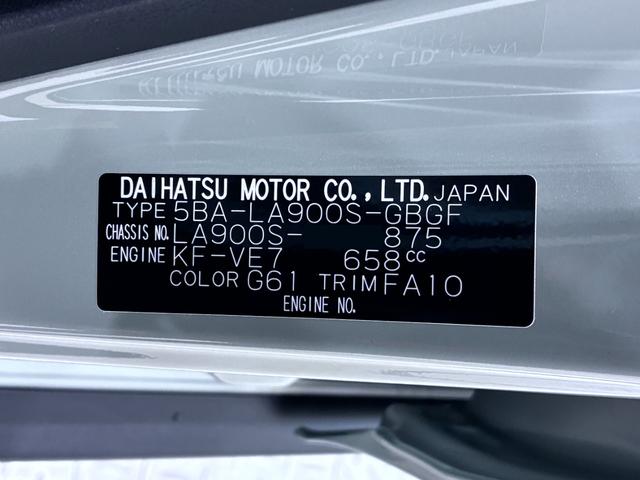 DAIHATSU MOTOR CO.,LTD. JAPAN
TYPE 5BA-LA900S-GBGF
CHASSIS NO. LA900S- 875
ENGINE KF-VE7 658cc
COLOR G61 TRIM FA10
ENGINE NO.